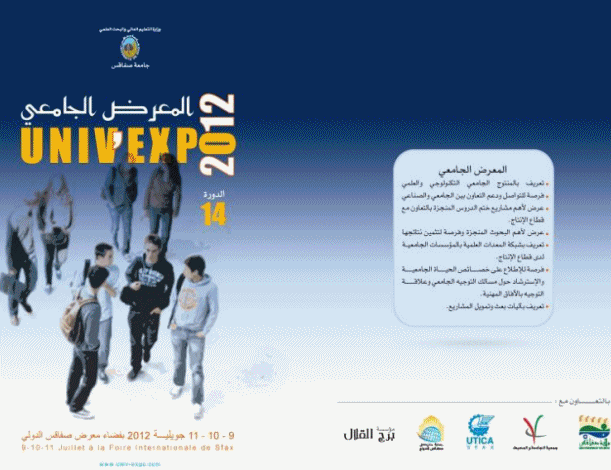 وزارة التعليم العالي والبحث العلمي
جامعة صفاقس
المعرض الجامعي
UNIV'EXPO
2012
الدورة
14
المعرض الجامعي
• تعريف بالمنتوج الجامعي التكنولوجي والعلمي
• فرصة للتواصل ودعم التعاون بين الجامعي والصناعي
• عرض لأهم مشاريع ختم الدروس المنجزة بالتعاون مع
قطاع الإنتاج.
• عرض لأهم البحوث المنجزة وفرصة لتثمين نتائجها
• تعريف بشبكة المعدات العلمية بالمؤسسات الجامعية
لدى قطاع الإنتاج.
• فرصة للإطلاع على خصائص الحياة الجامعية
والإسترشاد حول مسالك التوجيه الجامعي وعلاقة
التوجيه بالآفاق المهنية.
• تعريف بآليات بعث وتمويل المشاريع.
بالتعاون مع :
برج القلال
UTICA
SFAX
9 - 10 - 11 جويلية 2012 بفضاء معرض صفاقس الدولي
9-10-11 Juillet à la Foire Internationale de Sfax
www.univ-expo.com